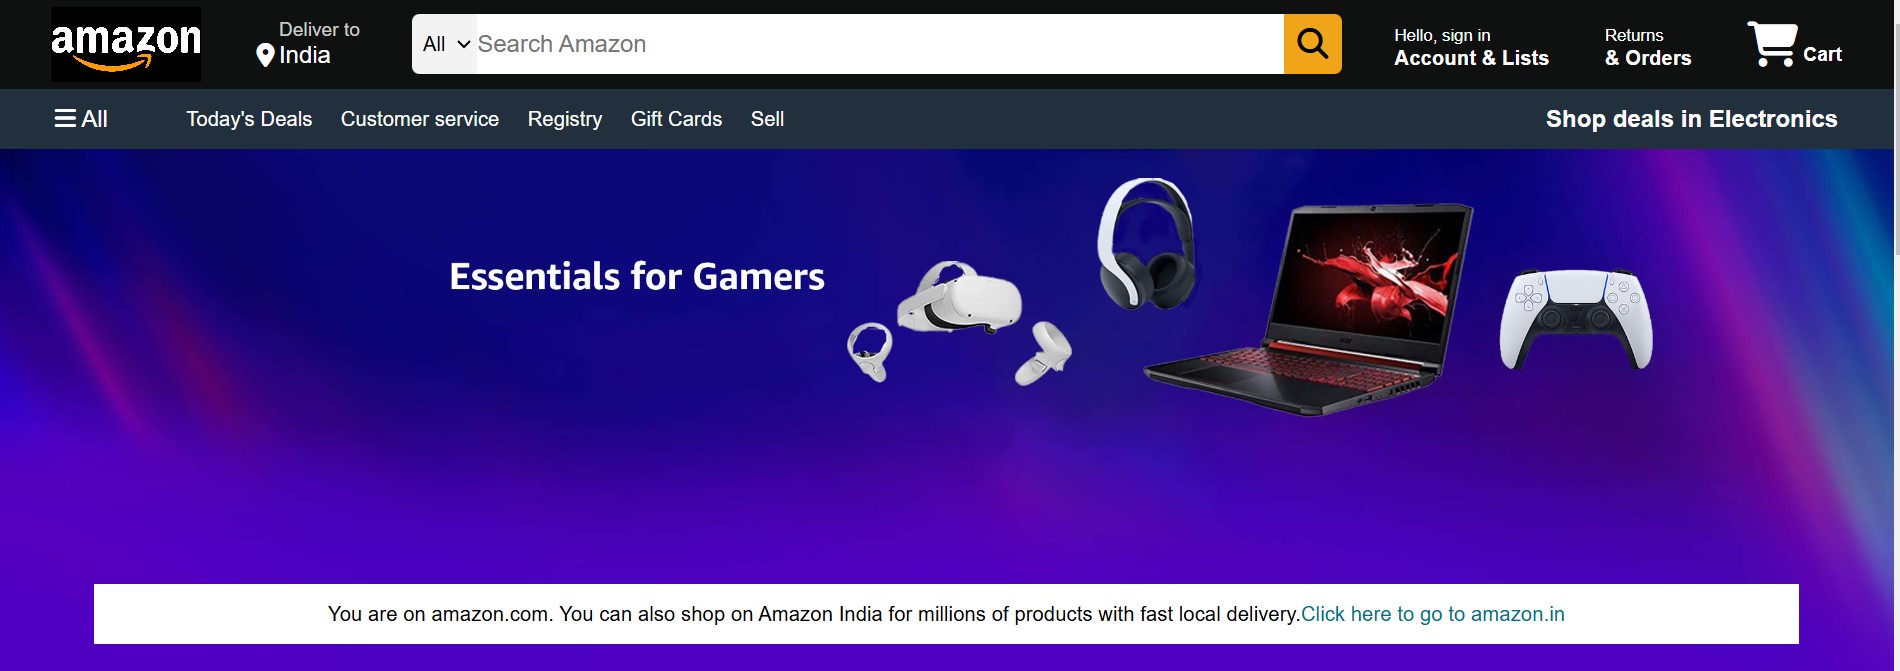 amazon
Deliver to
India
All
Search Amazon
Hello, sign in
Account & Lists
Returns
& Orders
Cart
All
Today's Deals
Customer service
Registry
Gift Cards
Sell
Shop deals in Electronics
Essentials for Gamers
You are on amazon.com. You can also shop on Amazon India for millions of products with fast local delivery.Click here to go to amazon.in